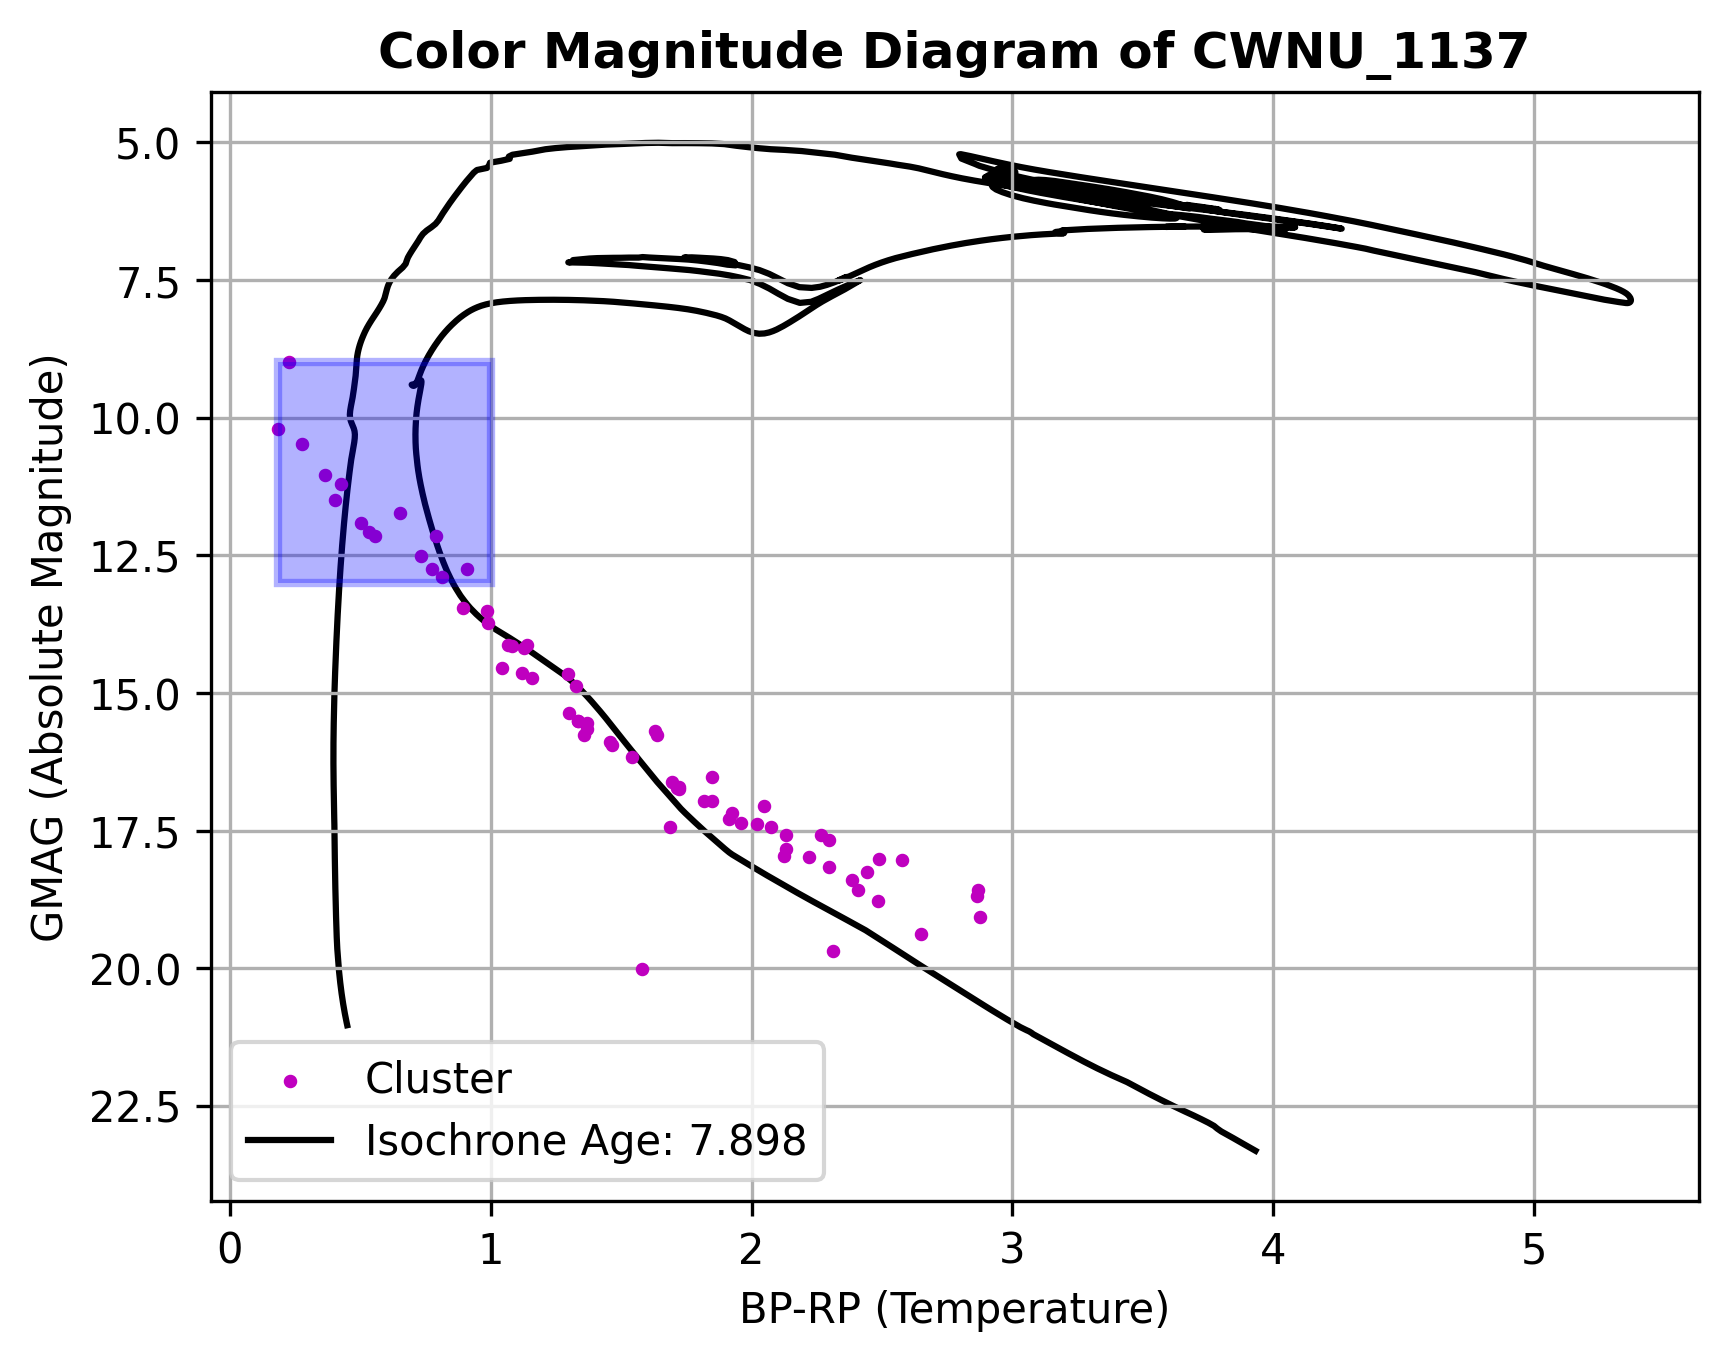 Color Magnitude Diagram of CWNU_1137
GMAG (Absolute Magnitude)
5.0
7.5
10.0
12.5
15.0
17.5
20.0
22.5
Cluster
Isochrone Age: 7.898
0 1 2 3 4 5
BP-RP (Temperature)